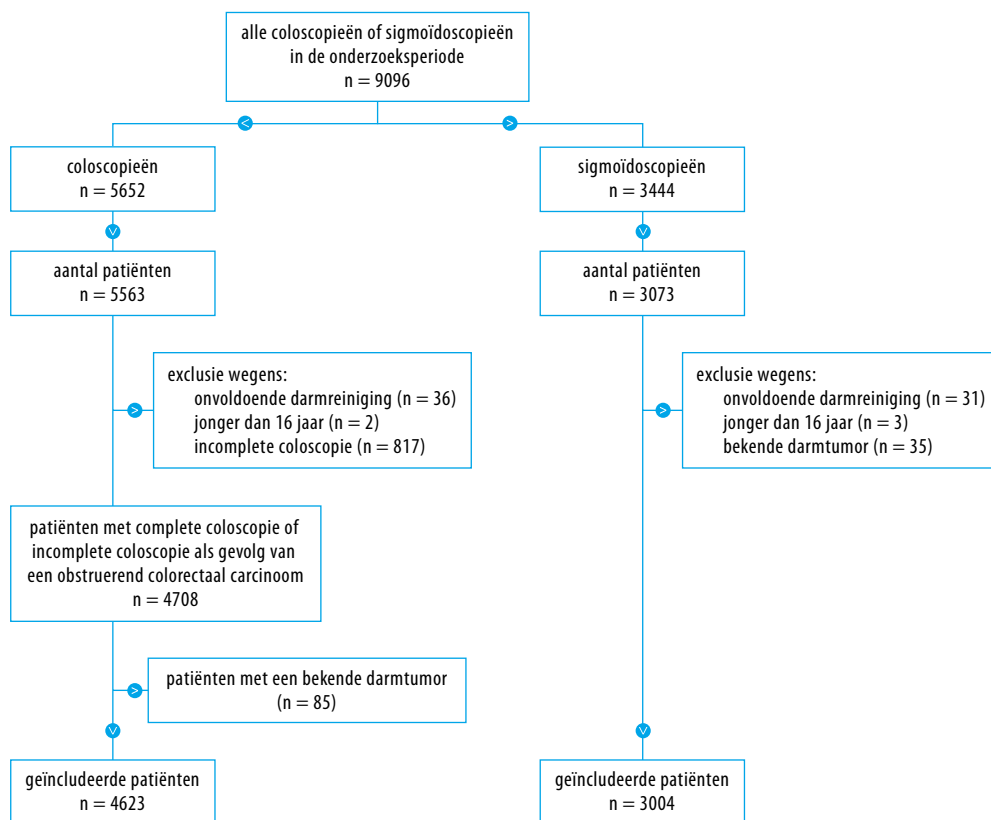 alle coloscopieën of sigmoïdoscopieën
in de onderzoeksperiode
n = 9096
coloscopieën
n = 5652
sigmoïdoscopieën
n = 3444
aantal patiënten
n = 5563
aantal patiënten
n = 3073
exclusie wegens:
onvoldoende darmreiniging (n = 36)
jonger dan 16 jaar (n = 2)
incomplete coloscopie (n = 817)
exclusie wegens:
onvoldoende darmreiniging (n = 31)
jonger dan 16 jaar (n = 3)
bekende darmtumor (n = 35)
patiënten met complete coloscopie of
incomplete coloscopie als gevolg van
een obstruerend colorectaal carcinoom
n = 4708
patiënten met een bekende darmtumor
(n = 85)
geïncludeerde patiënten
n = 4623
geïncludeerde patiënten
n = 3004